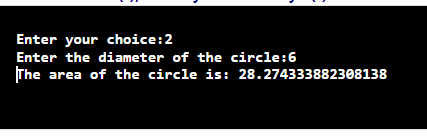 Enter your choice:2
Enter the diameter of the circle:6
The area of the circle is: 28.274333882308138